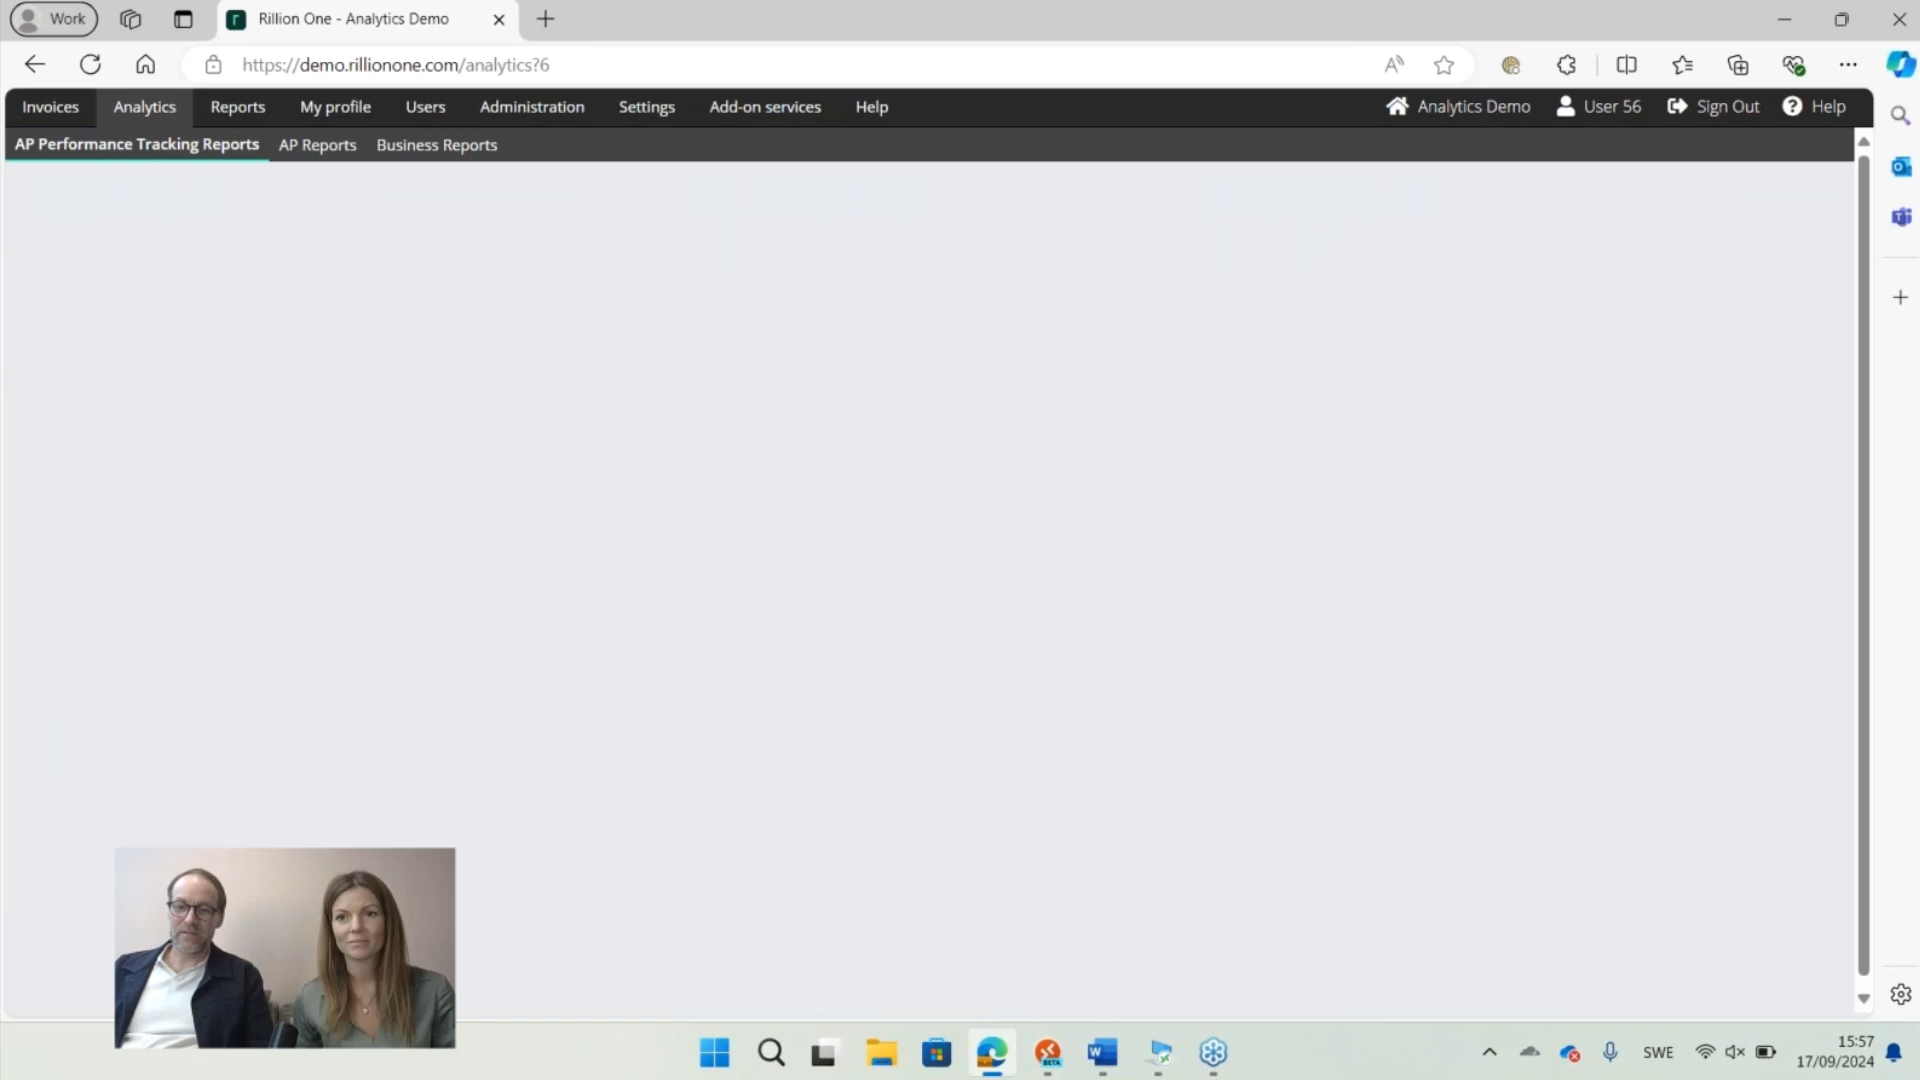 Work
Rillion One - Analytics Demo
https://demo.rillionone.com/analytics?6
Invoices Analytics Reports My profile Users Administration Settings Add-on services Help Analytics Demo User 56 Sign Out Help
AP Performance Tracking Reports AP Reports Business Reports
BETA
SWE
15:57
17/09/2024